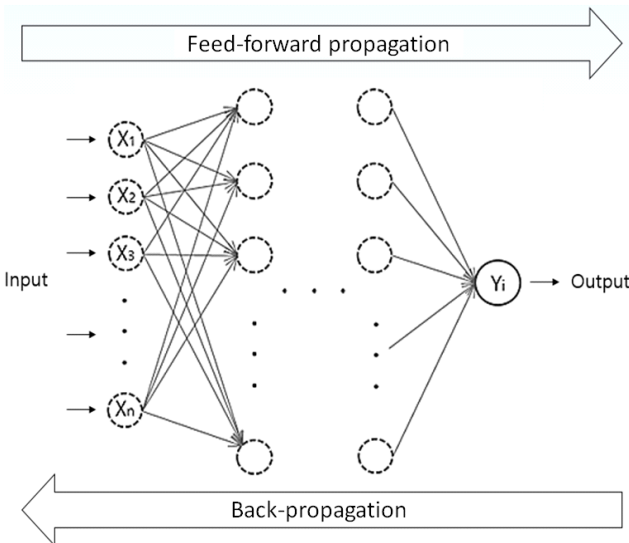 Feed-forward propagation
X1
X2
X3
Input
Yi
Output
Xn
Back-propagation